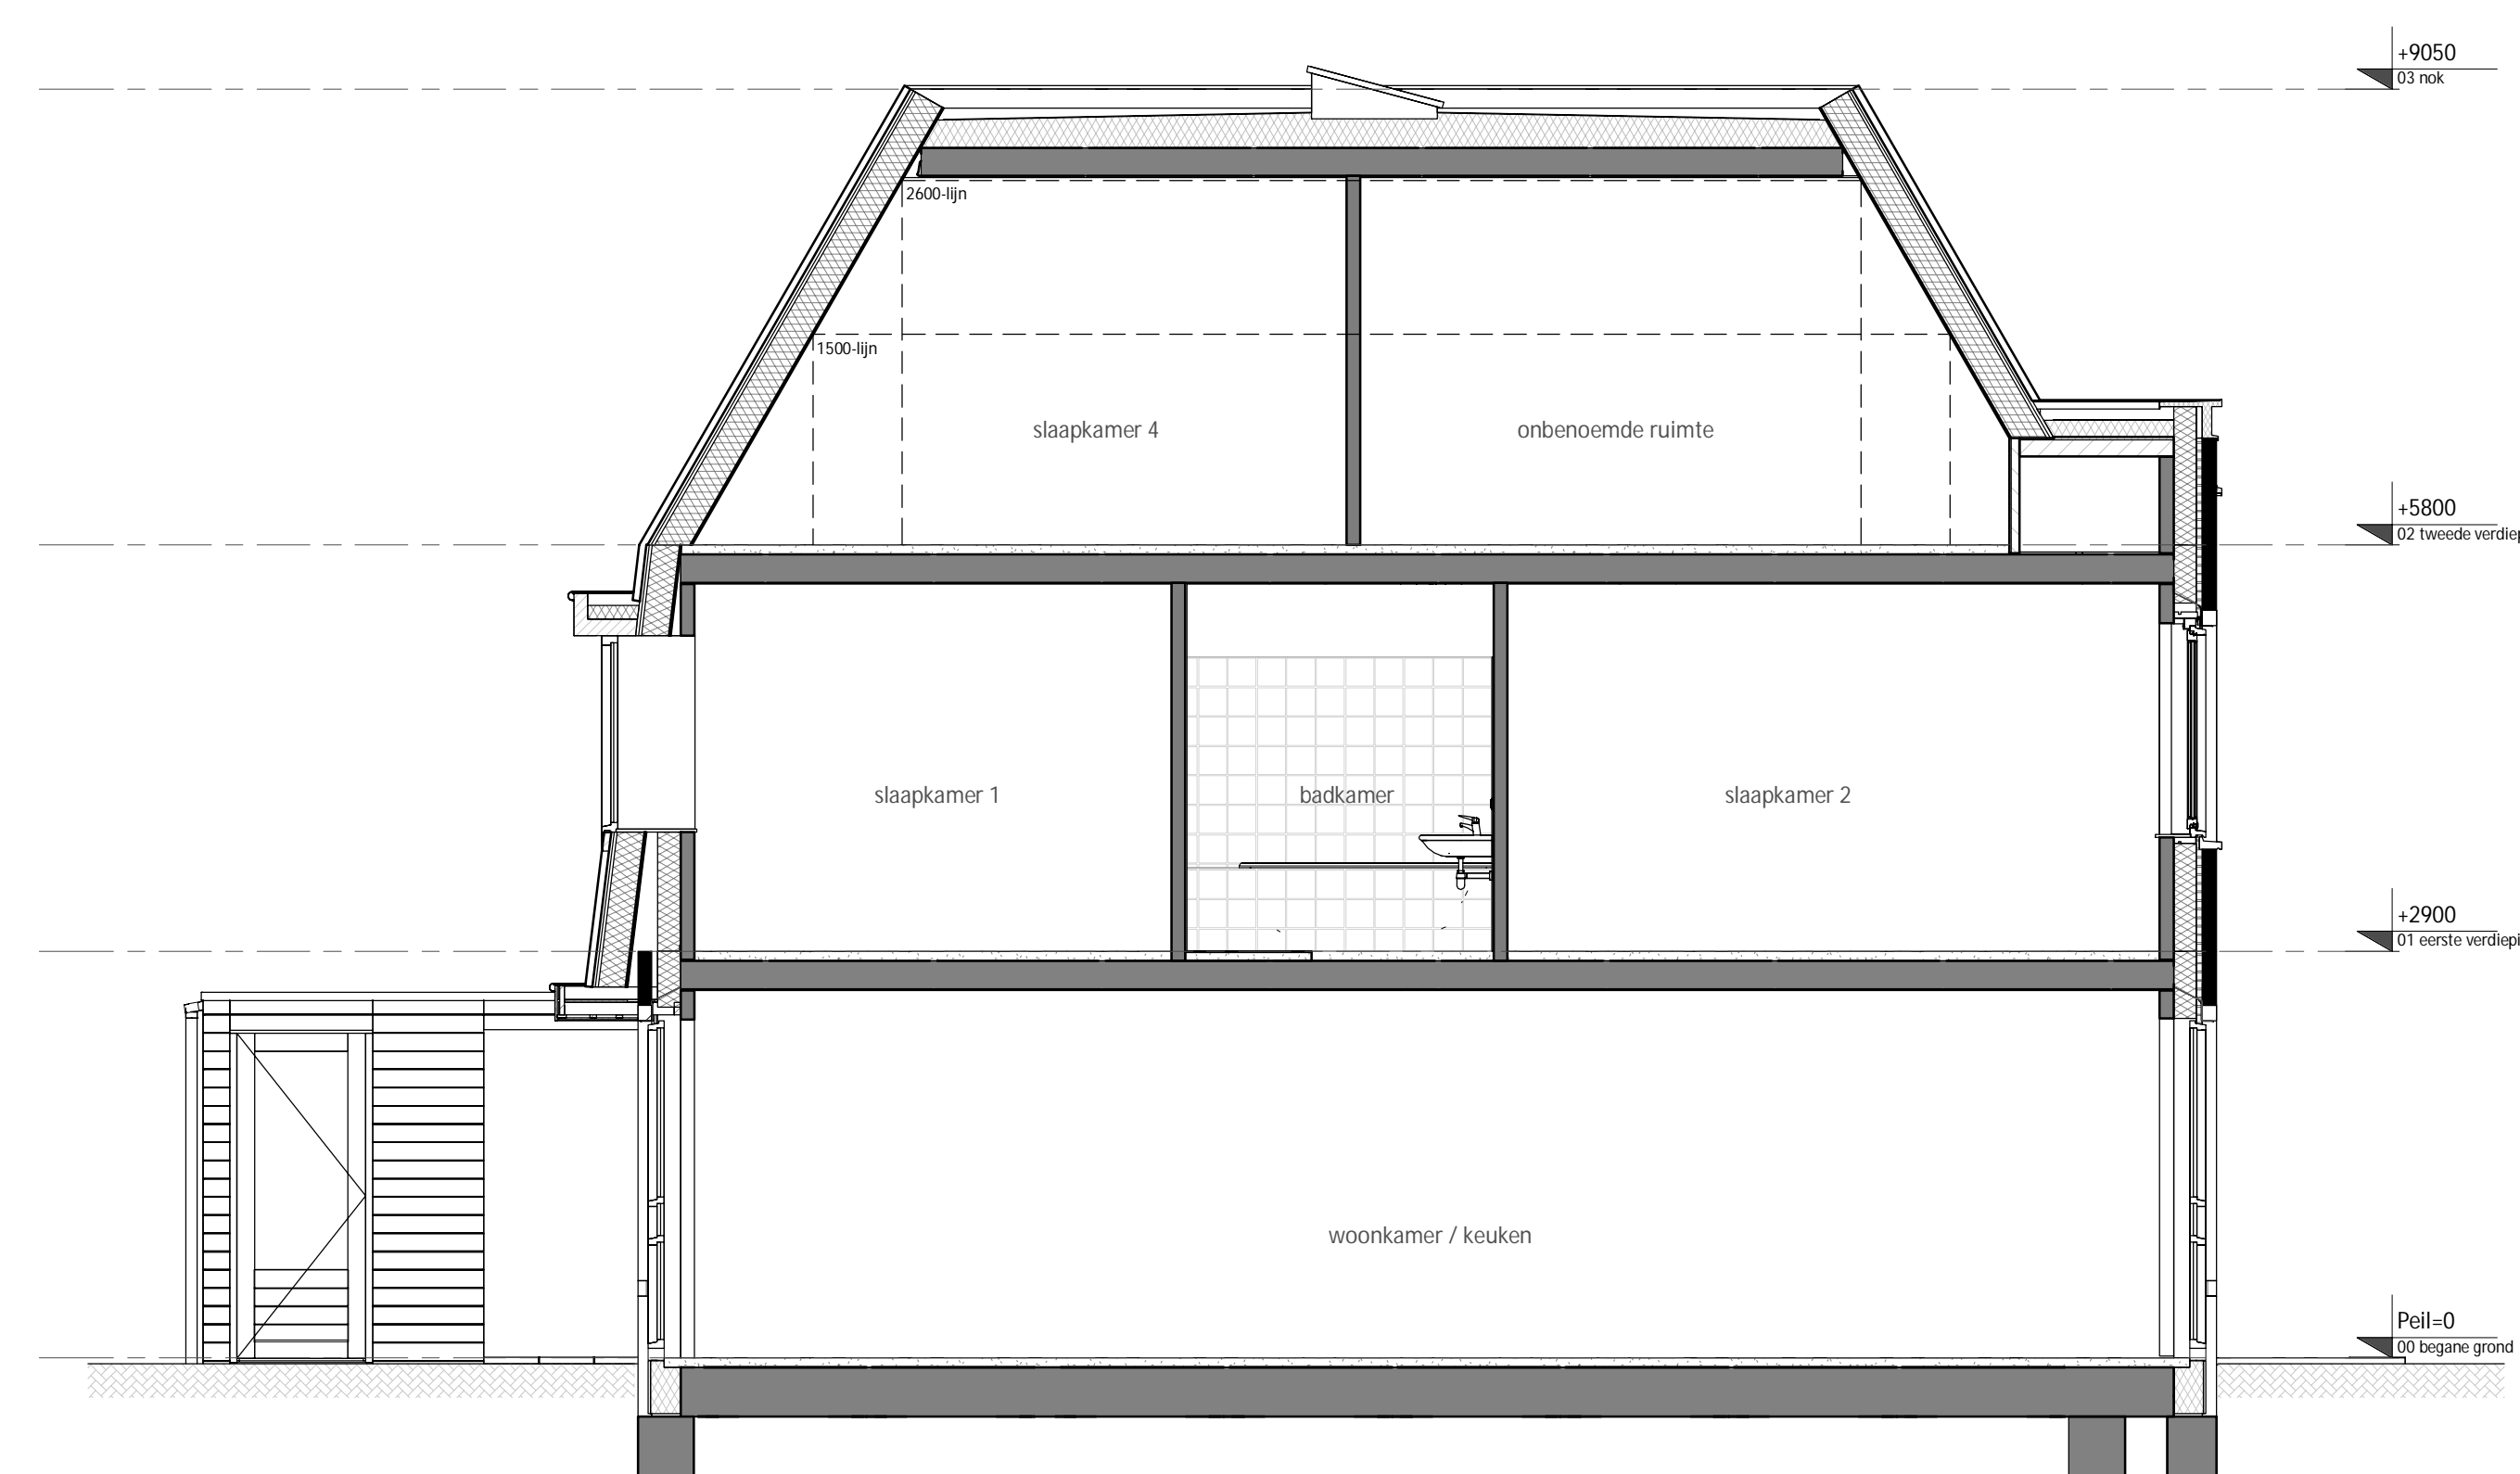 +9050
03 nok
2600-lijn
1500-lijn
slaapkamer 4
onbenoemde ruimte
+5800
02 tweede verdiep
slaapkamer 1
badkamer
slaapkamer 2
+2900
01 eerste verdiepi
woonkamer / keuken
Peil=0
00 begane grond